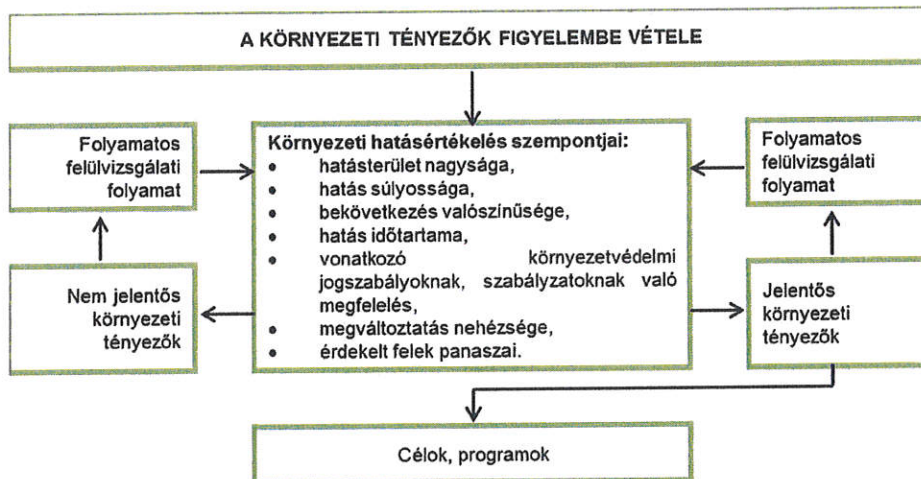 A KÖRNYEZETI TÉNYEZŐK FIGYELEMBE VÉTELE
Folyamatos
felülvizsgálati
folyamat
Környezeti hatásértékelés szempontjai:
• hatásterület nagysága,
• hatás súlyossága,
• bekövetkezés valószínűsége,
• hatás időtartama,
• vonatkozó környezetvédelmi
jogszabályoknak, szabályzatoknak való
megfelelés,
• megváltoztatás nehézsége,
• érdekelt felek panaszai.
Folyamatos
felülvizsgálati
folyamat
Nem jelentős
környezeti
tényezők
Jelentős
környezeti
tényezők
Célok, programok